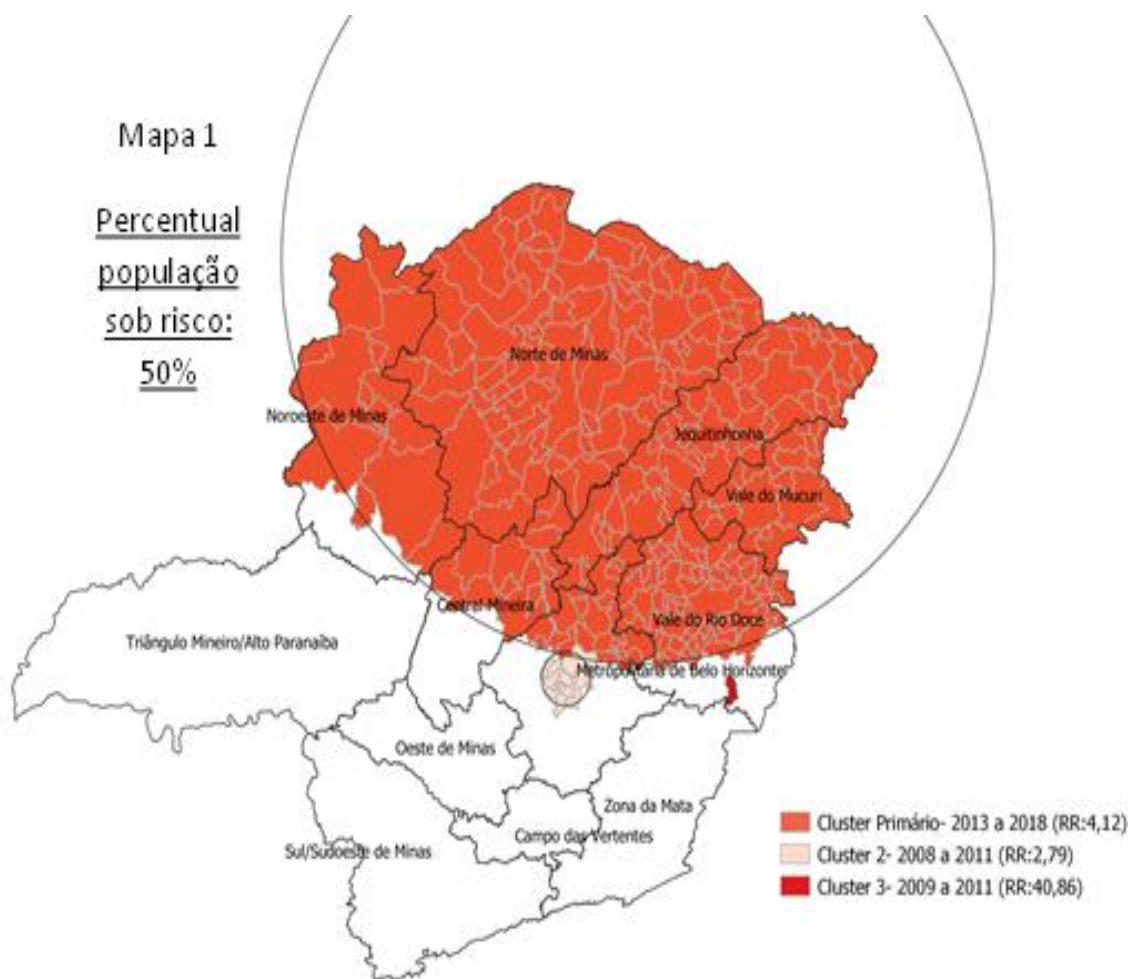 Mapa 1
Percentual
população
sob risco:
50%
Norte de Minas
Noroeste de Minas
Jequitinhonha
Vale do Mucuri
Central Mineira
Vale do Rio Doce
Triângulo Mineiro/Alto Paranaíba
Metropolitana de Belo Horizonte
Oeste de Minas
Zona da Mata
Campo das Vertentes
Sul/Sudoeste de Minas
Cluster Primário- 2013 a 2018 (RR:4,12)
Cluster 2- 2008 a 2011 (RR:2,79)
Cluster 3- 2009 a 2011 (RR:40,86)